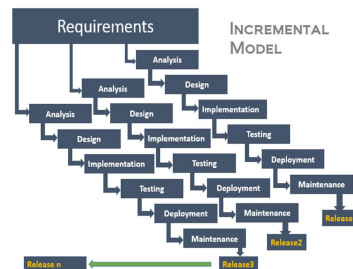 Requirements
INCREMENTAL
MODEL
Analysis
Analysis
Design
Analysis
Design
Implementation
Design
Implementation
Testing
Implementation
Testing
Deployment
Testing
Deployment
Maintenance
Deployment
Maintenance
Release
Maintenance
Release2
Release n
Release3